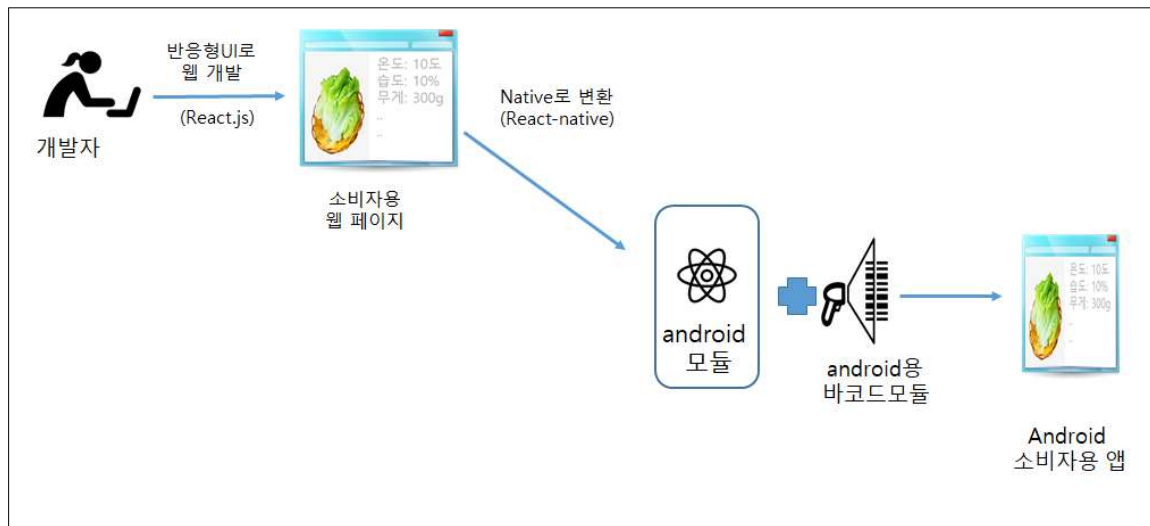 반응형UI로
웹 개발
(React.js)
개발자
온도: 10도
습도: 10%
무게: 300g
..
..
소비자용
웹 페이지
Native로 변환
(React-native)
android
모듈
android용
바코드모듈
온도: 10도
습도: 10%
무게: 300g
..
..
Android
소비자용 앱